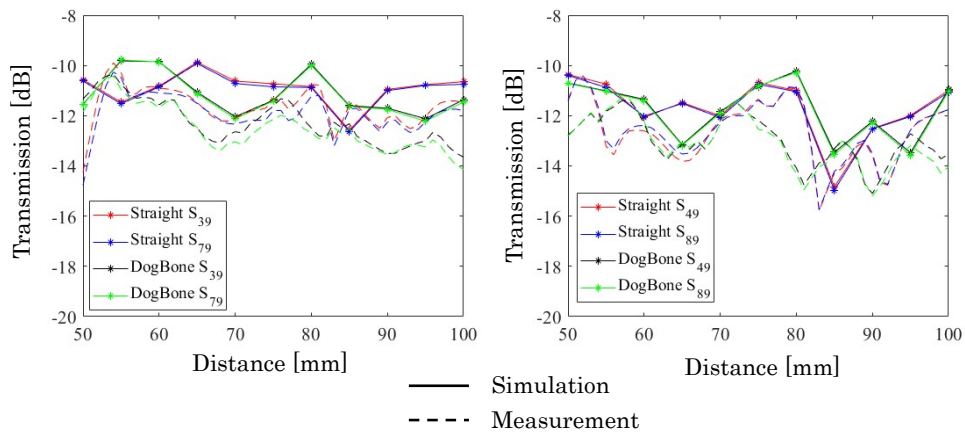 -8
-10
-12
-14
-16
-18
-20
Transmission [dB]
Straight S39
Straight S79
DogBone S39
DogBone S79
50 60 70 80 90 100
Distance [mm]
-8
-10
-12
-14
-16
-18
-20
Transmission [dB]
Straight S49
Straight S89
DogBone S49
DogBone S89
50 60 70 80 90 100
Distance [mm]
Simulation
Measurement